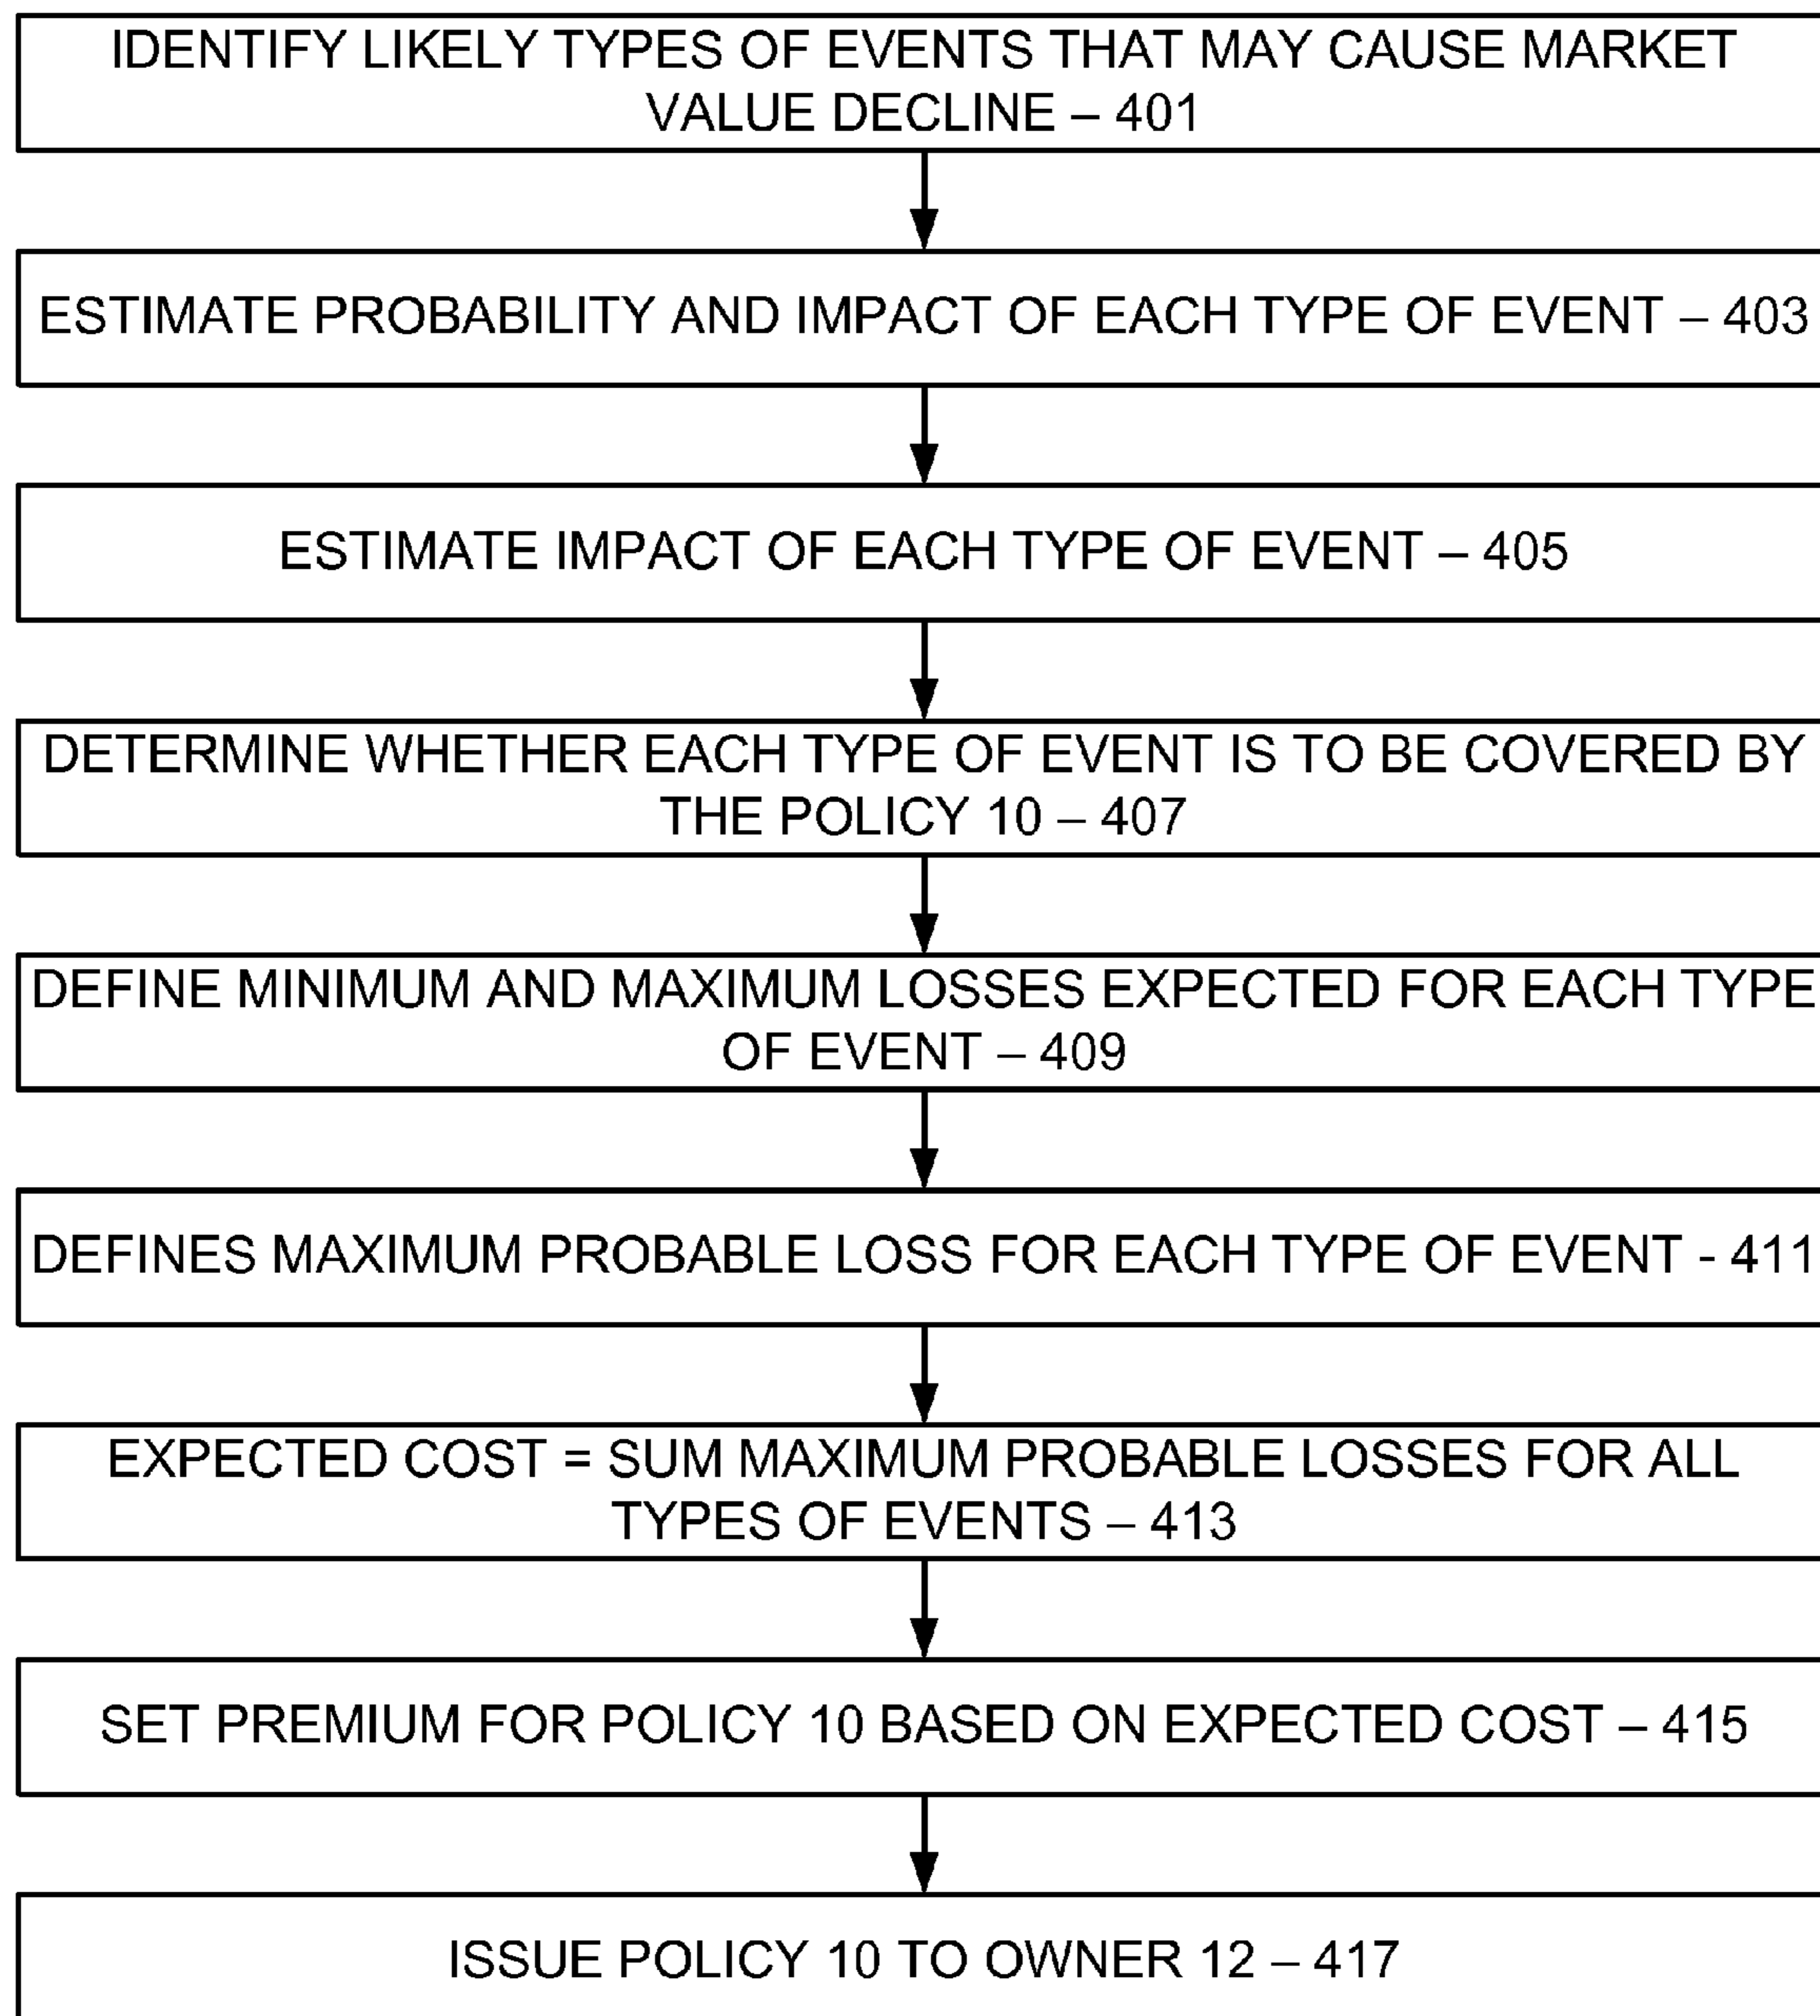 IDENTIFY LIKELY TYPES OF EVENTS THAT MAY CAUSE MARKET
VALUE DECLINE – 401
ESTIMATE PROBABILITY AND IMPACT OF EACH TYPE OF EVENT – 403
ESTIMATE IMPACT OF EACH TYPE OF EVENT – 405
DETERMINE WHETHER EACH TYPE OF EVENT IS TO BE COVERED BY
THE POLICY 10 – 407
DEFINE MINIMUM AND MAXIMUM LOSSES EXPECTED FOR EACH TYPE
OF EVENT – 409
DEFINES MAXIMUM PROBABLE LOSS FOR EACH TYPE OF EVENT - 411
EXPECTED COST = SUM MAXIMUM PROBABLE LOSSES FOR ALL
TYPES OF EVENTS – 413
SET PREMIUM FOR POLICY 10 BASED ON EXPECTED COST – 415
ISSUE POLICY 10 TO OWNER 12 – 417